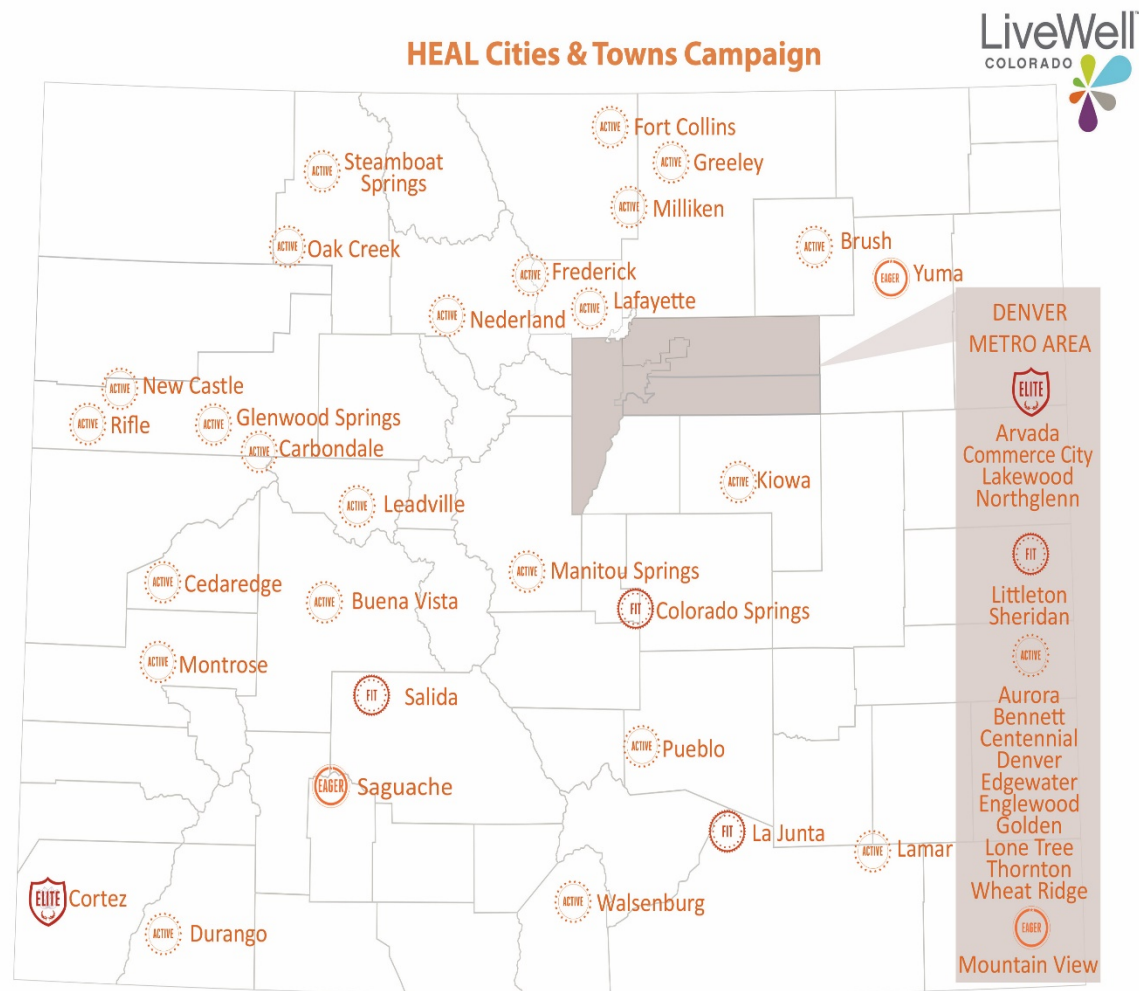 LiveWell™
COLORADO
HEAL Cities & Towns Campaign
ACTIVE Fort Collins
ACTIVE Steamboat
Springs
ACTIVE Greeley
ACTIVE Milliken
ACTIVE Oak Creek
ACTIVE Brush
ACTIVE Frederick
EAGER Yuma
ACTIVE Lafayette
ACTIVE Nederland
ACTIVE New Castle
ACTIVE Rifle
ACTIVE Glenwood Springs
ACTIVE Carbondale
ACTIVE Kiowa
ACTIVE Leadville
ACTIVE Manitou Springs
ACTIVE Cedaredge
ACTIVE Buena Vista
FIT Colorado Springs
ACTIVE Montrose
FIT Salida
ACTIVE Pueblo
EAGER Saguache
FIT La Junta
ACTIVE Lamar
ELITE Cortez
ACTIVE Walsenburg
ACTIVE Durango
DENVER
METRO AREA
ELITE
Arvada
Commerce City
Lakewood
Northglenn
FIT
Littleton
Sheridan
ACTIVE
Aurora
Bennett
Centennial
Denver
Edgewater
Englewood
Golden
Lone Tree
Thornton
Wheat Ridge
EAGER
Mountain View